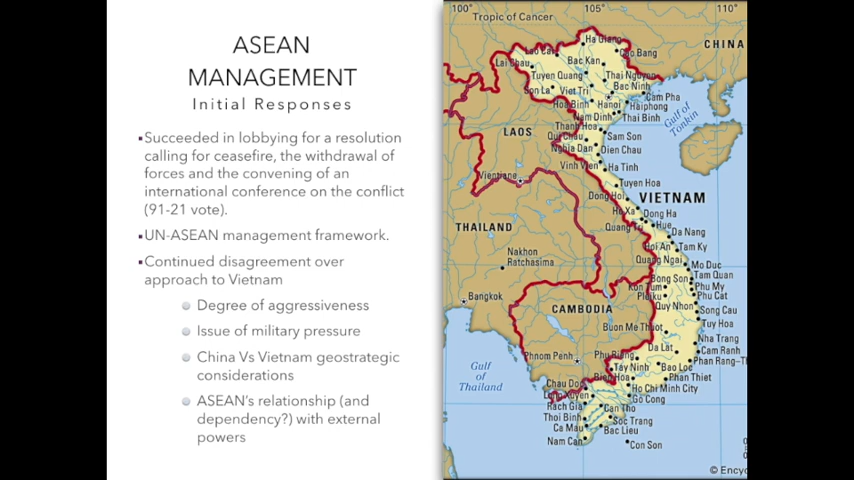 ASEAN
MANAGEMENT
Initial Responses
▪Succeeded in lobbying for a resolution
calling for ceasefire, the withdrawal of
forces and the convening of an
international conference on the conflict
(91-21 vote).
▪UN-ASEAN management framework.
▪Continued disagreement over
approach to Vietnam
Degree of aggressiveness
Issue of military pressure
China Vs Vietnam geostrategic
considerations
ASEAN's relationship (and
dependency?) with external
powers
100° 105° 110°
Tropic of Cancer
CHINA
Ha Giang
Lao Cai
Cao Bang
Lai Chau
Bac Kan
Tuyen Quang
Thai Nguyen
Son La
Viet Tri
Bac Ninh
Cam Pha
Hoa Binh
Hanoi
Haiphong
Nam Dinh
Thai Binh
Gulf of
Tonkin
Thanh Hoa
LAOS
Qui Chau
Sam Son
Nghia Dan
Dien Chau
Vinh
Ha Tinh
Vientiane
Tuyen Hoa
Dong Hoi
VIETNAM
Ho Xa
Dong Ha
Hue
THAILAND
Quang Tri
Da Nang
Hoi An
Tam Ky
Nakhon
Ratchasima
Quang Ngai
Mo Duc
Bong Son
Tam Quan
Kon Tum
Phu My
Pleiku
Phu Cat
Bangkok
Quy Nhon
Song Cau
CAMBODIA
Buon Me Thuot
Tuy Hoa
Nha Trang
Da Lat
Cam Ranh
Phnom Penh
Phu Rieng
Bao Loc
Phan Rang–Th
Gulf
of
Thailand
Tay Ninh
Phan Thiet
Chau Doc
Bien Hoa
Ho Chi Minh City
Long Xuyen
Go Cong
Rach Gia
Can Tho
Thoi Binh
Soc Trang
Ca Mau
Bac Lieu
Nam Can
Con Son
© Ency